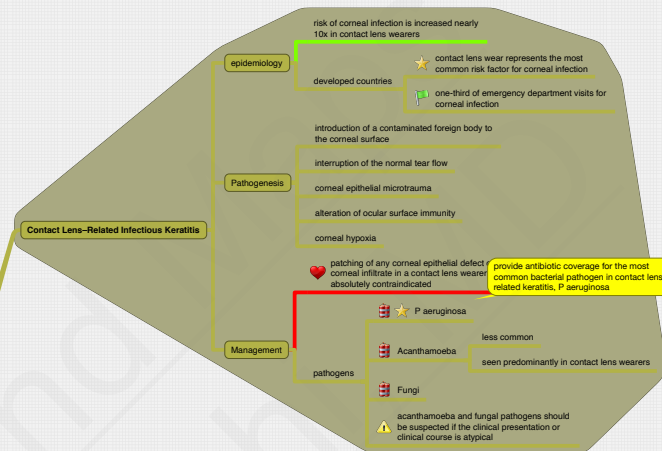 risk of corneal infection is increased nearly
10x in contact lens wearers
epidemiology
contact lens wear represents the most
common risk factor for corneal infection
developed countries
one-third of emergency department visits for
corneal infection
introduction of a contaminated foreign body to
the corneal surface
interruption of the normal tear flow
Pathogenesis
corneal epithelial microtrauma
alteration of ocular surface immunity
corneal hypoxia
Contact Lens–Related Infectious Keratitis
patching of any corneal epithelial defect
corneal infiltrate in a contact lens wearer
absolutely contraindicated
provide antibiotic coverage for the most
common bacterial pathogen in contact lens
related keratitis, P aeruginosa
Management
P aeruginosa
less common
Acanthamoeba
seen predominantly in contact lens wearers
pathogens
Fungi
acanthamoeba and fungal pathogens should
be suspected if the clinical presentation or
clinical course is atypical